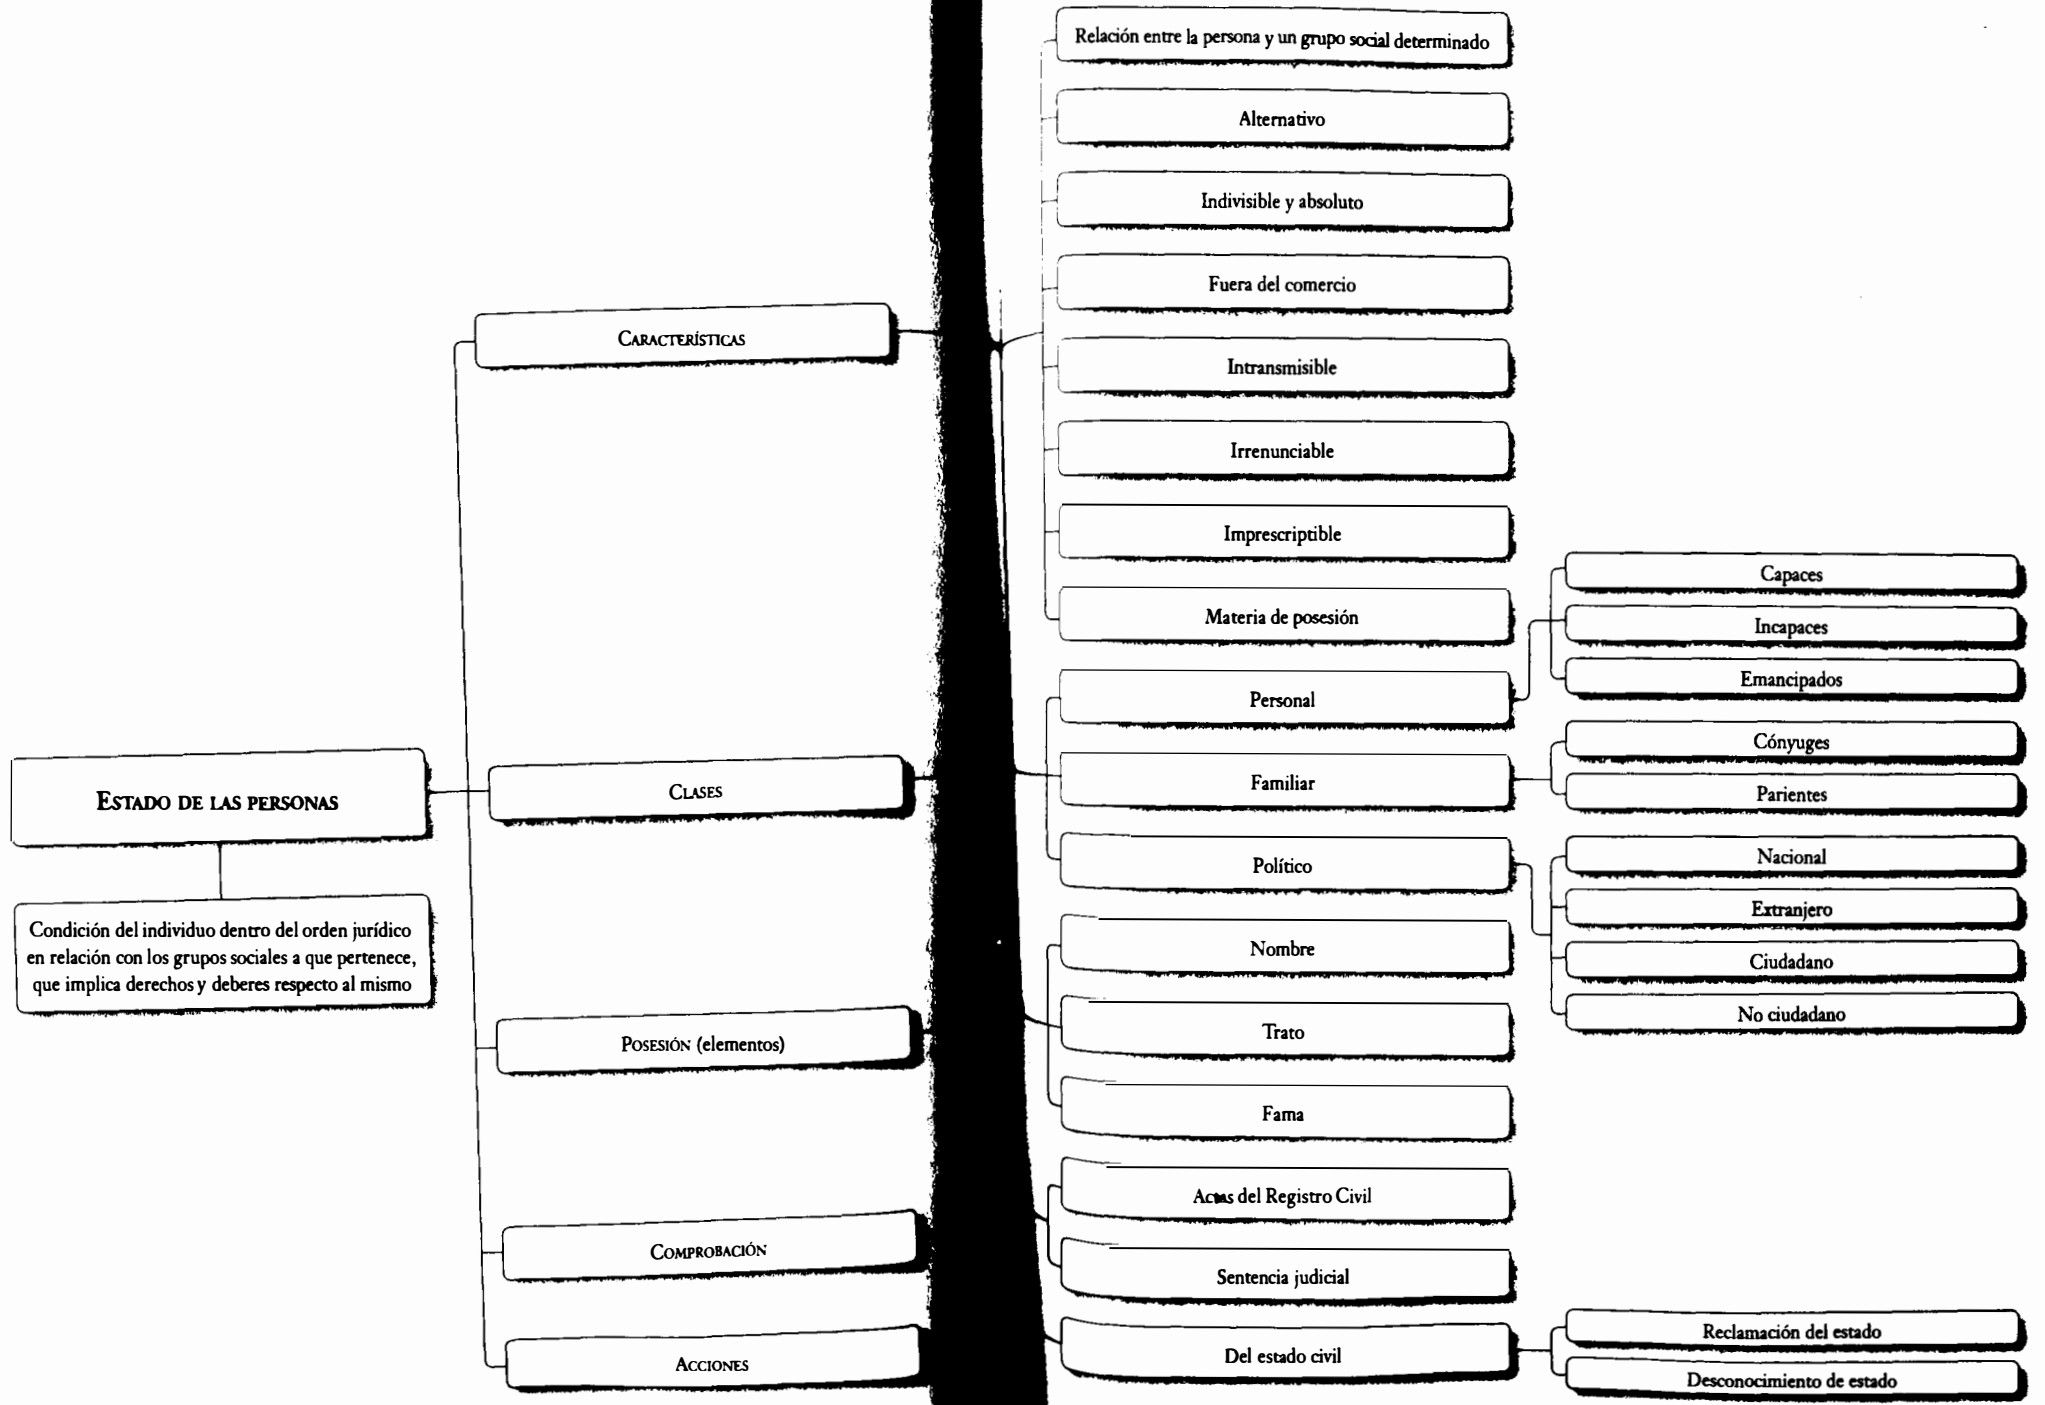 ESTADO DE LAS PERSONAS
Condición del individuo dentro del orden jurídico
en relación con los grupos sociales a que pertenece,
que implica derechos y deberes respecto al mismo
CARACTERÍSTICAS
Relación entre la persona y un grupo social determinado
Alternativo
Indivisible y absoluto
Fuera del comercio
Intransmisible
Irrenunciable
Imprescriptible
Materia de posesión
CLASES
Personal
Capaces
Incapaces
Emancipados
Familiar
Cónyuges
Parientes
Político
Nacional
Extranjero
Ciudadano
No ciudadano
POSESIÓN (elementos)
Nombre
Trato
Fama
COMPROBACIÓN
Actas del Registro Civil
Sentencia judicial
ACCIONES
Del estado civil
Reclamación del estado
Desconocimiento de estado